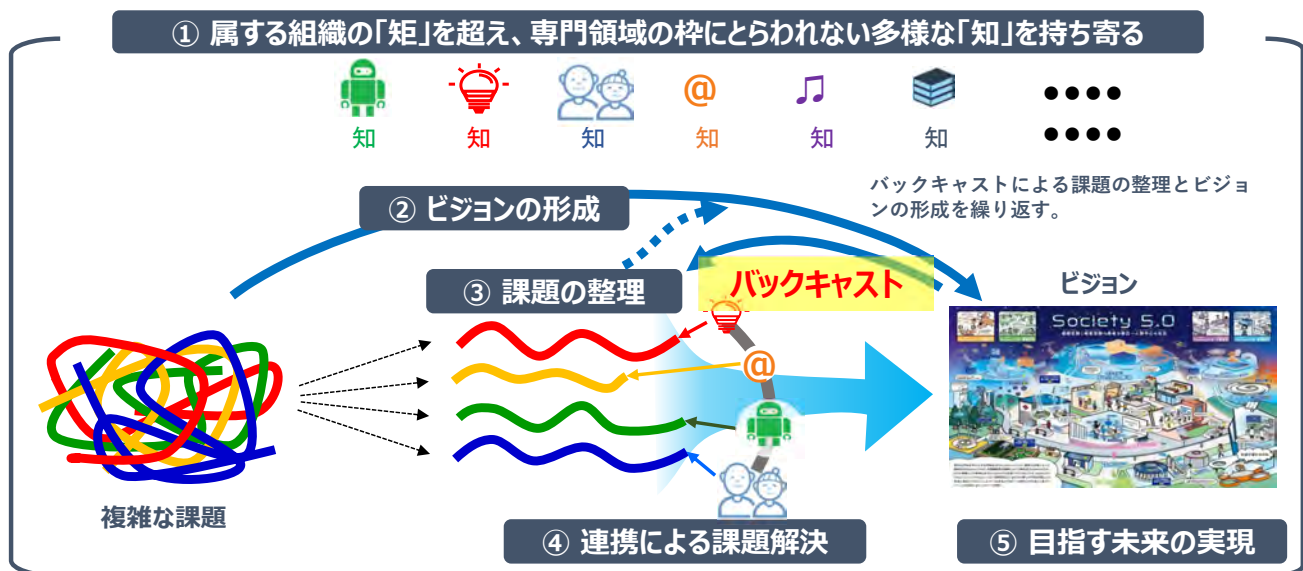 ① 属する組織の「矩」を超え、専門領域の枠にとらわれない多様な「知」を持ち寄る
@
知 知 知 知 知 知
バックキャストによる課題の整理とビジョ
ンの形成を繰り返す。
② ビジョンの形成
③ 課題の整理
バックキャスト
ビジョン
Society 5.0
@
複雑な課題
④ 連携による課題解決
⑤ 目指す未来の実現